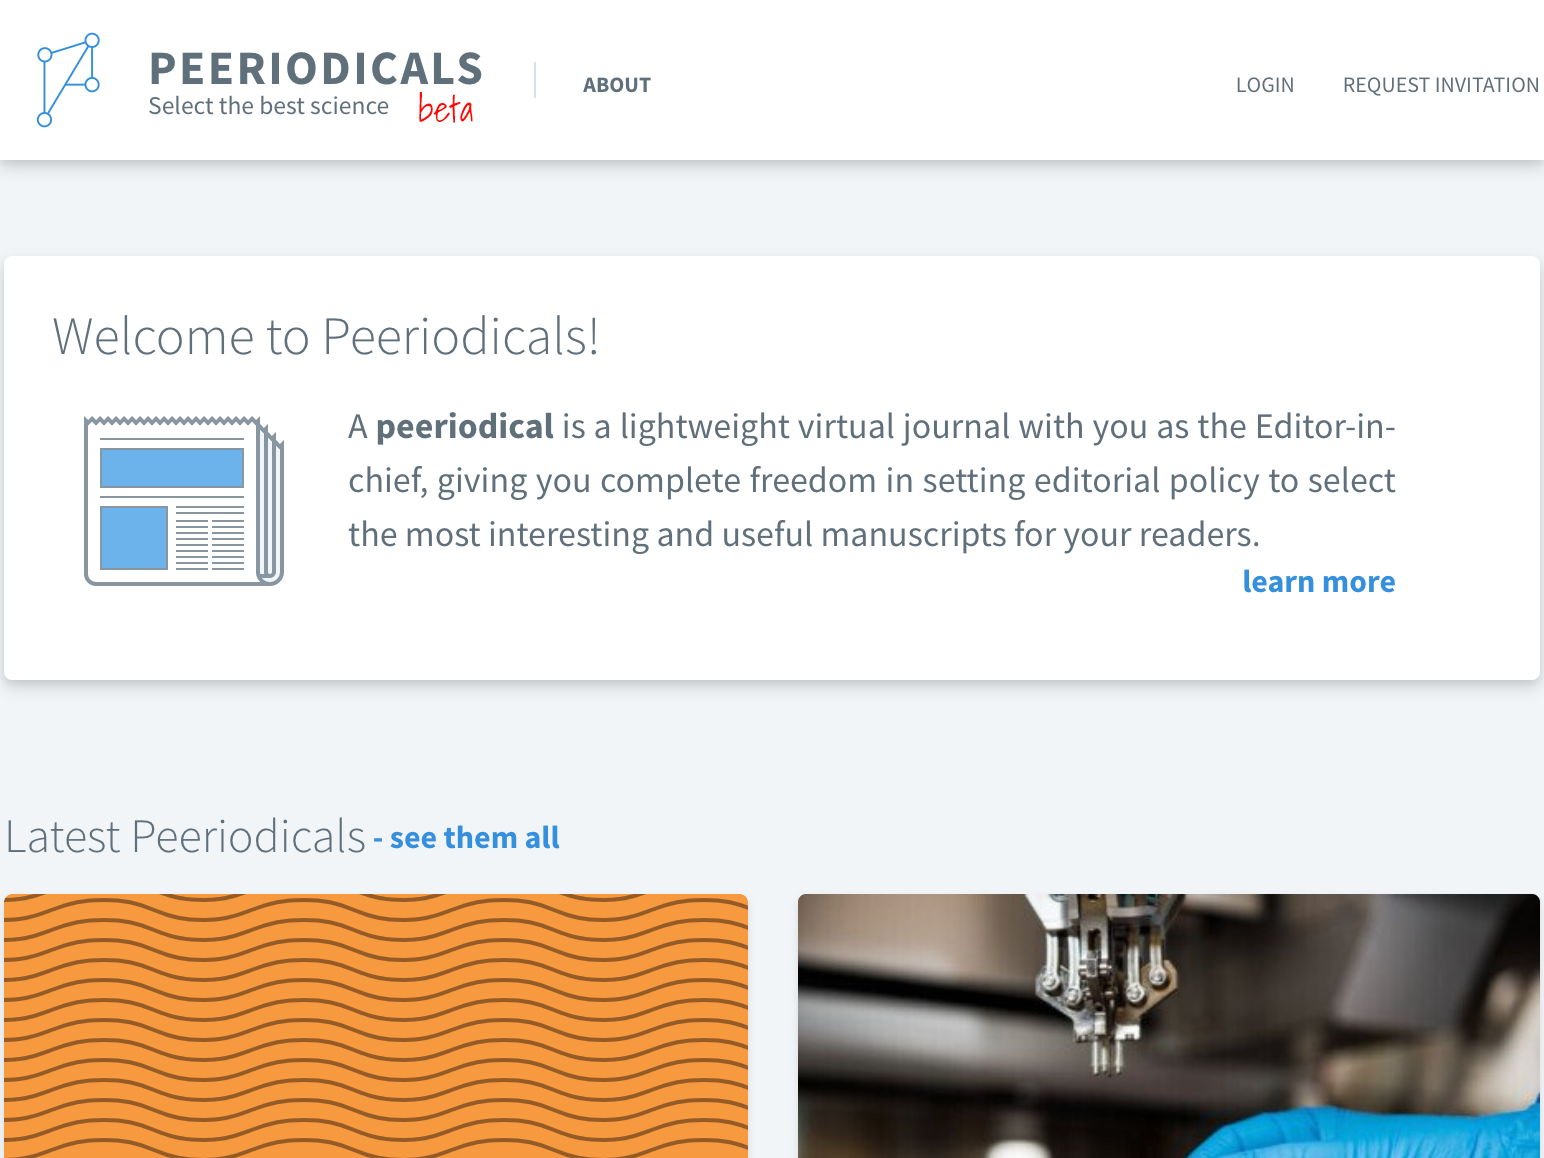 PEERIODICALS
Select the best science
beta
ABOUT
LOGIN
REQUEST INVITATION
Welcome to Peeriodicals!
A peeriodical is a lightweight virtual journal with you as the Editor-in-
chief, giving you complete freedom in setting editorial policy to select
the most interesting and useful manuscripts for your readers.
learn more
Latest Peeriodicals - see them all